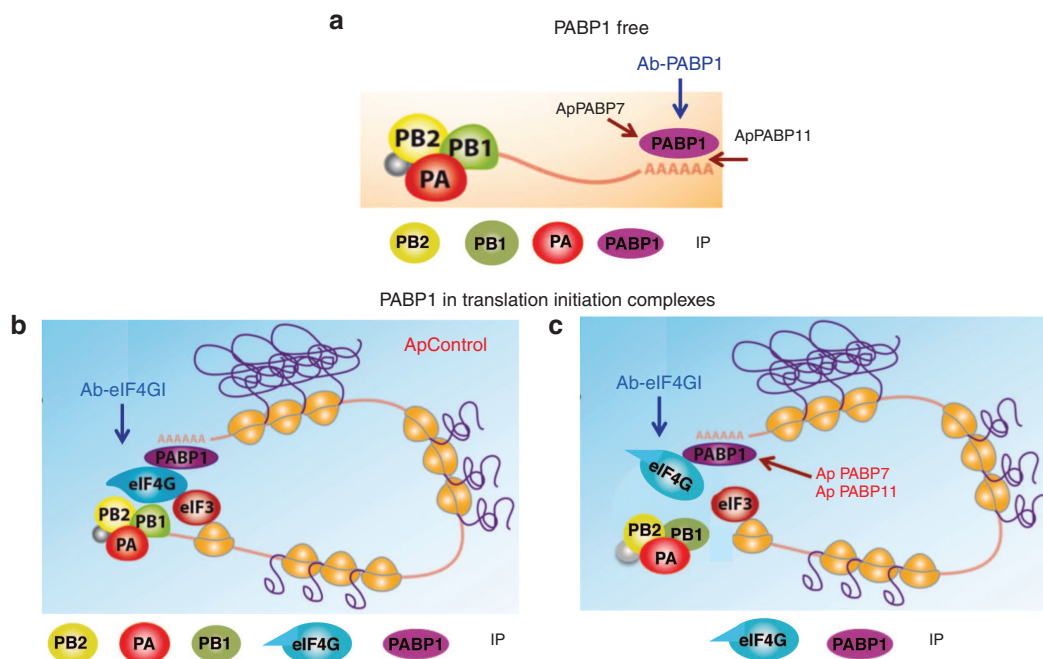 a
PABP1 free
Ab-PABP1
ApPABP7
ApPABP11
PB2
PB1
PABP1
PA
AAAAAA
PB2 PB1 PA PABP1 IP
PABP1 in translation initiation complexes
b
ApControl
Ab-eIF4GI
AAAAAA
PABP1
eIF4G
eIF3
PB2
PB1
PA
PB2 PA PB1 eIF4G PABP1 IP
c
Ab-eIF4GI
AAAAAA
PABP1
eIF4G
Ap PABP7
Ap PABP11
eIF3
PB2
PB1
PA
eIF4G PABP1 IP